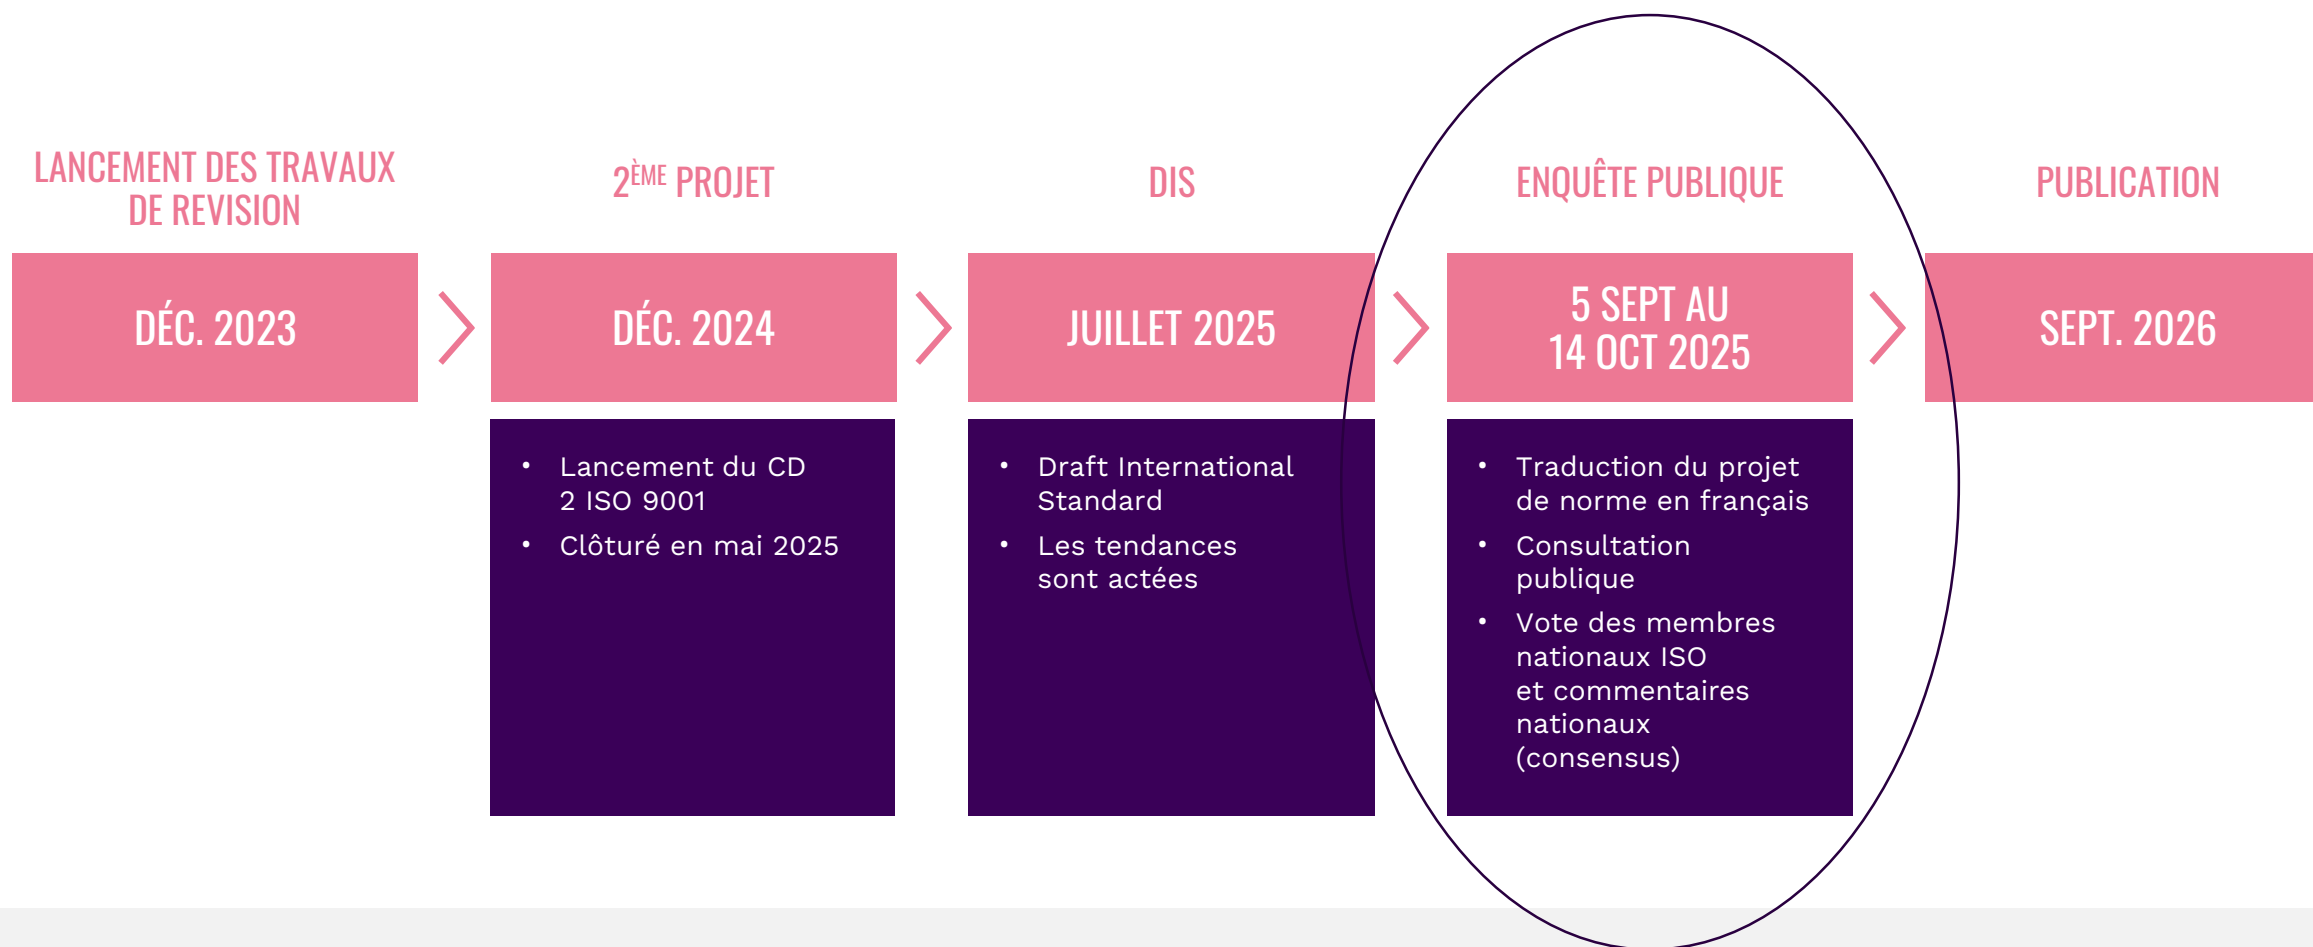 LANCEMENT DES TRAVAUX
DE REVISION
DÉC. 2023
2ÈME PROJET
DÉC. 2024
• Lancement du CD
2 ISO 9001
• Clôturé en mai 2025
DIS
JUILLET 2025
• Draft International
Standard
• Les tendances
sont actées
ENQUÊTE PUBLIQUE
5 SEPT AU
14 OCT 2025
• Traduction du projet
de norme en français
• Consultation
publique
• Vote des membres
nationaux ISO
et commentaires
nationaux
(consensus)
PUBLICATION
SEPT. 2026